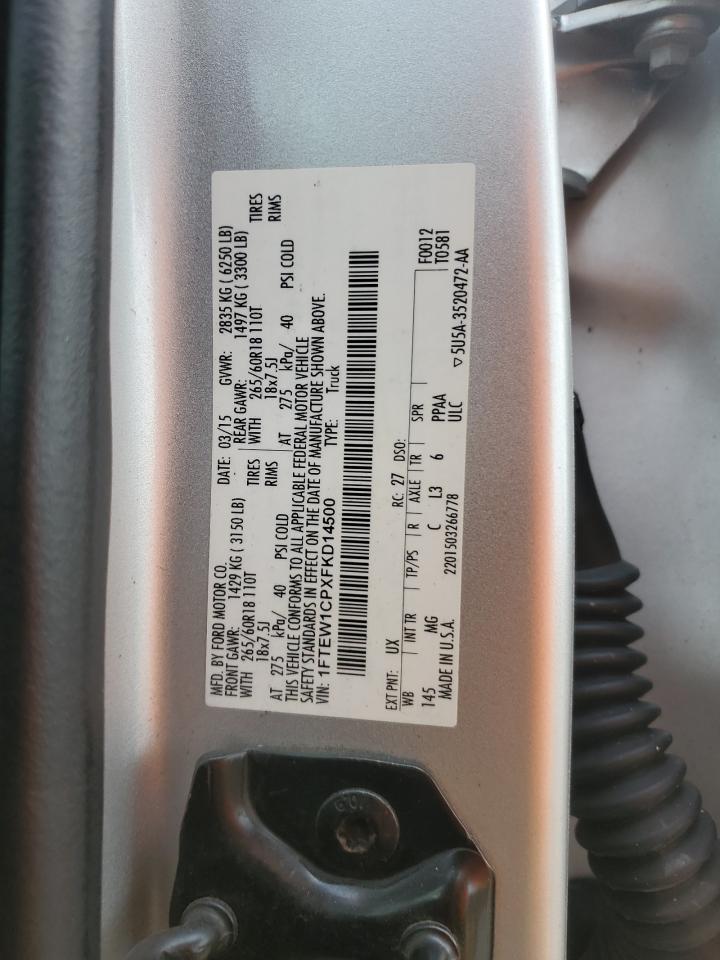 MFD. BY FORD MOTOR CO.
DATE: 03/15 GVWR: 2835 KG ( 6250 LB)
FRONT GAWR: 1429 KG ( 3150 LB) REAR GAWR: 1497 KG ( 3300 LB)
WITH 265/60R18 110T TIRES WITH 265/60R18 110T TIRES
18x7.5J RIMS 18x7.5J RIMS
AT 275 kPa/ 40 PSI COLD AT 275 kPa/ 40 PSI COLD
THIS VEHICLE CONFORMS TO ALL APPLICABLE FEDERAL MOTOR VEHICLE
SAFETY STANDARDS IN EFFECT ON THE DATE OF MANUFACTURE SHOWN ABOVE.
VIN: 1FTEW1CPXFKD14500 TYPE: Truck
EXT PNT: UX RC: 27 DSO:
WB INT TR TP/PS R AXLE TR SPR F0012
145 MG C L3 6 PPAA T0581
MADE IN U.S.A. 2201503266778 ULC ▽5U5A-3520472-AA